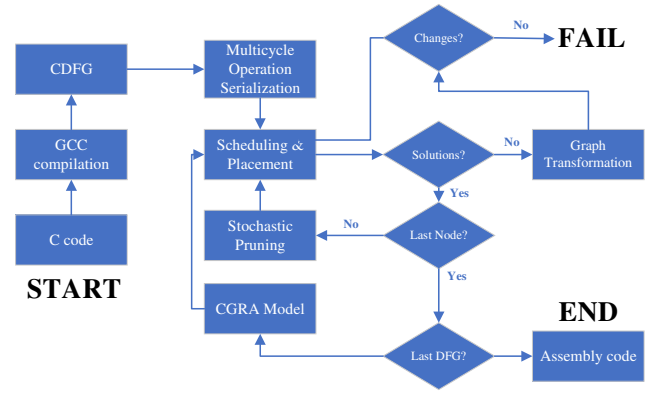 CDFG
Multicycle
Operation
Serialization
Changes?
No
FAIL
GCC
compilation
Scheduling &
Placement
Solutions?
No
Graph
Transformation
Yes
C code
Stochastic
Pruning
No
Last Node?
START
Yes
CGRA Model
END
Last DFG?
Assembly code